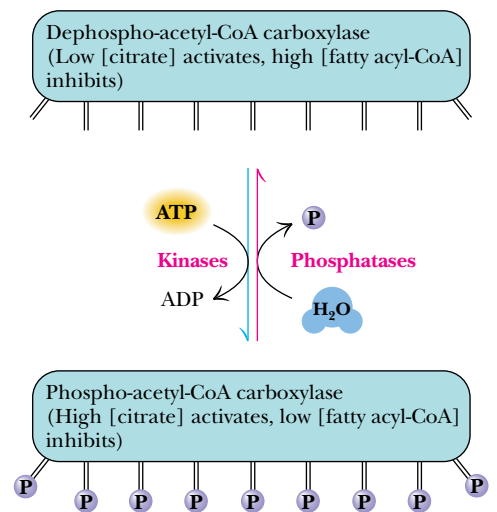 Dephospho-acetyl-CoA carboxylase
(Low [citrate] activates, high [fatty acyl-CoA]
inhibits)
ATP
P
Kinases
Phosphatases
ADP
H₂O
Phospho-acetyl-CoA carboxylase
(High [citrate] activates, low [fatty acyl-CoA]
inhibits)
P P P P P P P P P